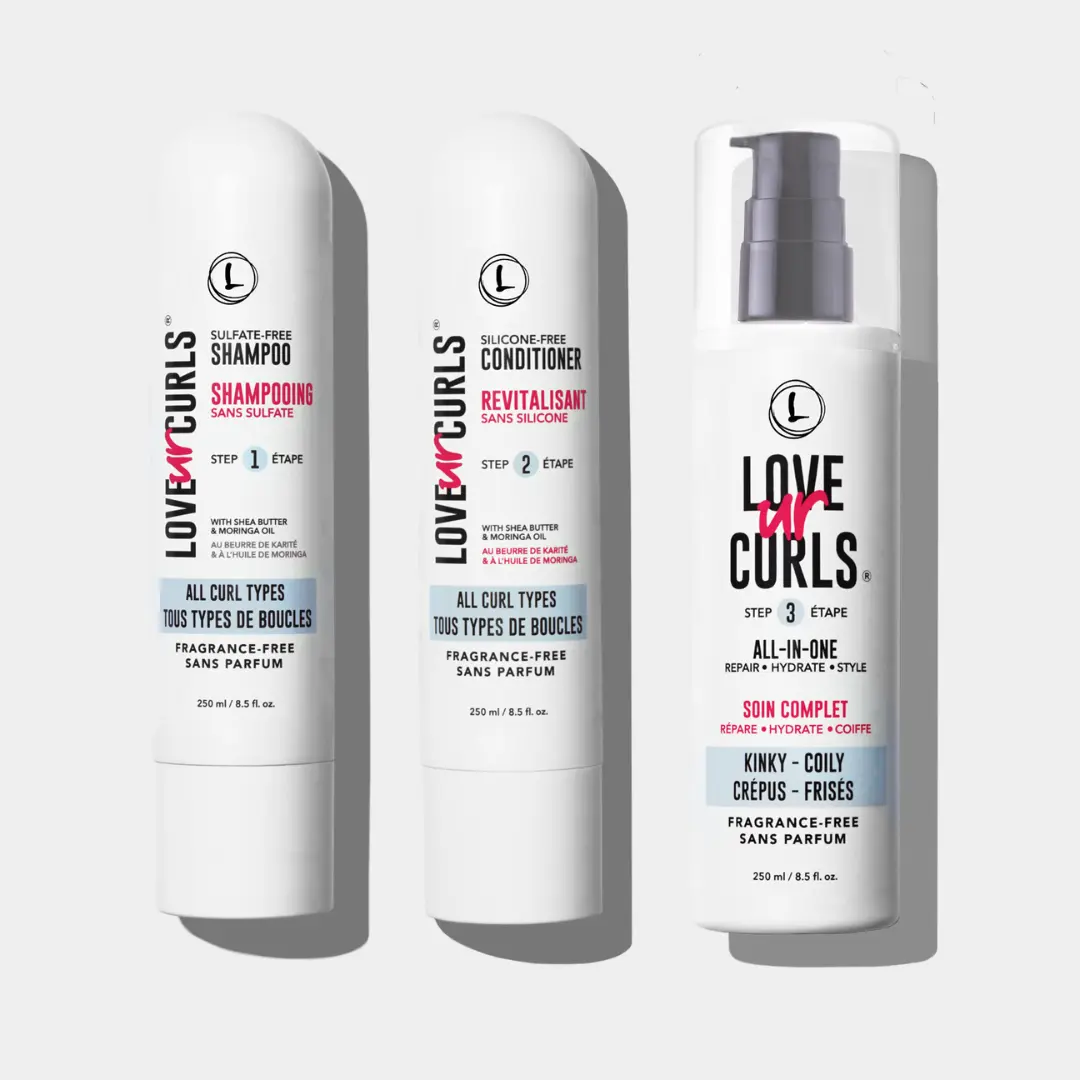 L
LOVE ur CURLS®
SULFATE-FREE
SHAMPOO
SHAMPOOING
SANS SULFATE
STEP 1 ÉTAPE
WITH SHEA BUTTER
& MORINGA OIL
AU BEURRE DE KARITÉ
& À L'HUILE DE MORINGA
ALL CURL TYPES
TOUS TYPES DE BOUCLES
FRAGRANCE-FREE
SANS PARFUM
250 ml / 8.5 fl. oz.
L
LOVE ur CURLS®
SILICONE-FREE
CONDITIONER
REVITALISANT
SANS SILICONE
STEP 2 ÉTAPE
WITH SHEA BUTTER
& MORINGA OIL
AU BEURRE DE KARITÉ
& À L'HUILE DE MORINGA
ALL CURL TYPES
TOUS TYPES DE BOUCLES
FRAGRANCE-FREE
SANS PARFUM
250 ml / 8.5 fl. oz.
L
LOVE
ur
CURLS®
STEP 3 ÉTAPE
ALL-IN-ONE
REPAIR • HYDRATE • STYLE
SOIN COMPLET
RÉPARE • HYDRATE • COIFFE
KINKY - COILY
CRÉPUS - FRISÉS
FRAGRANCE-FREE
SANS PARFUM
250 ml / 8.5 fl. oz.